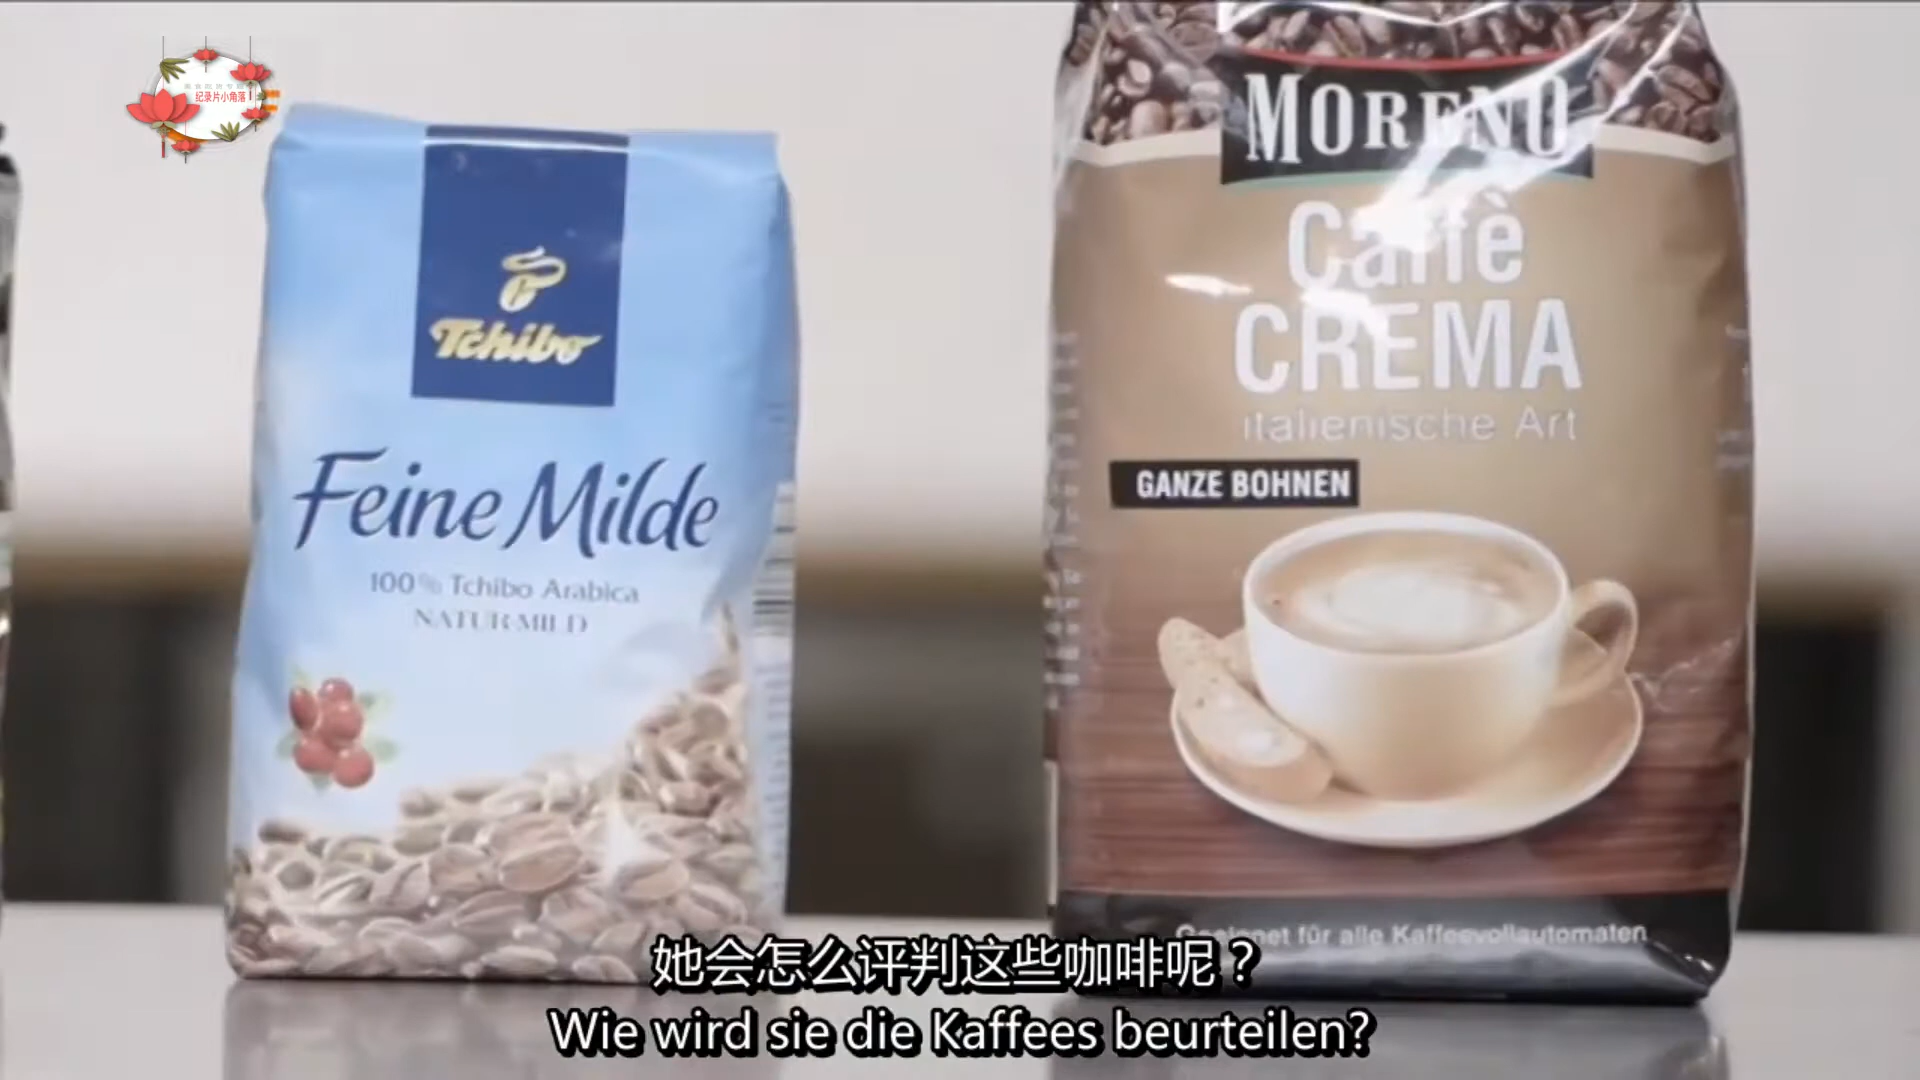 纪录片小角落
Tchibo
Feine Milde
100% Tchibo Arabica
NATUR-MILD
MORENO
Caffè
CREMA
italienische Art
GANZE BOHNEN
Geeignet für alle Kaffeevollautomaten
她会怎么评判这些咖啡呢？
Wie wird sie die Kaffees beurteilen?